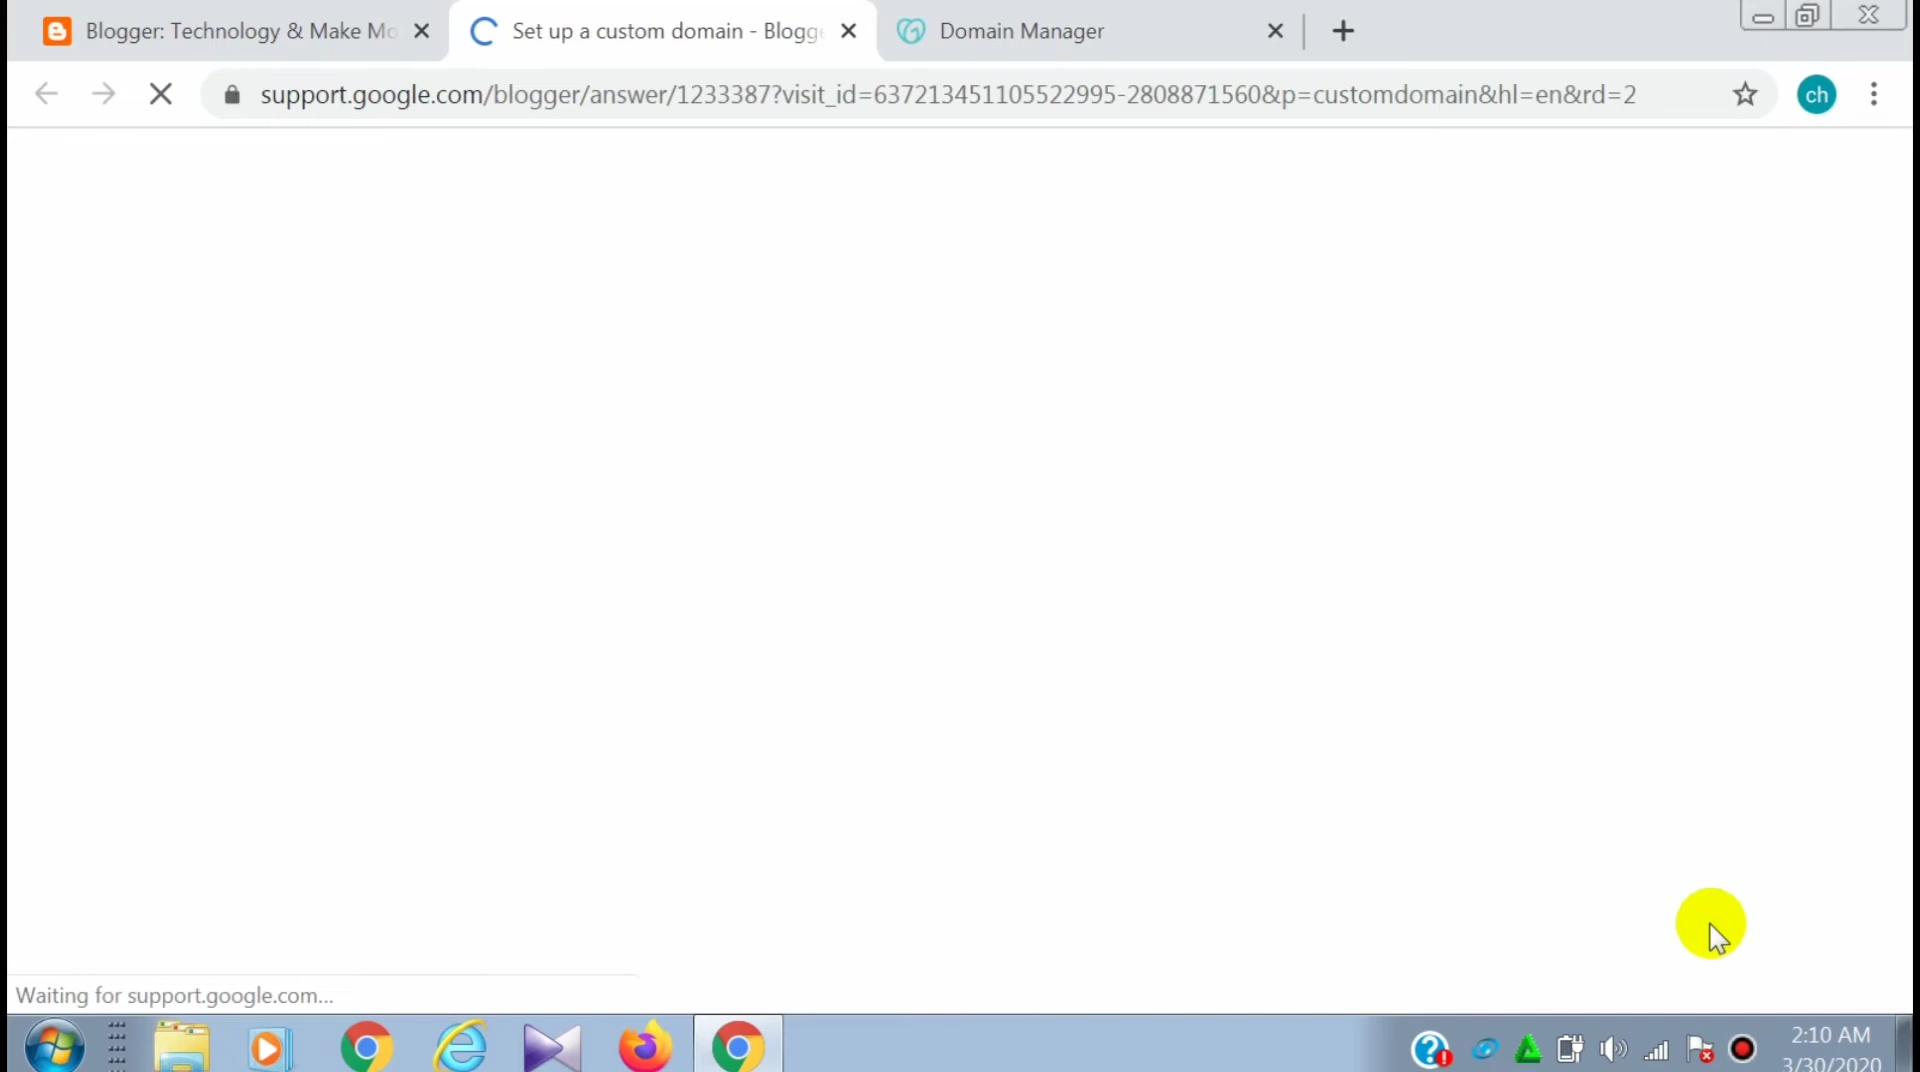 Blogger: Technology & Make Mo
Set up a custom domain - Blogge
Domain Manager
support.google.com/blogger/answer/1233387?visit_id=637213451105522995-2808871560&p=customdomain&hl=en&rd=2
ch
Waiting for support.google.com...
2:10 AM
3/30/2020